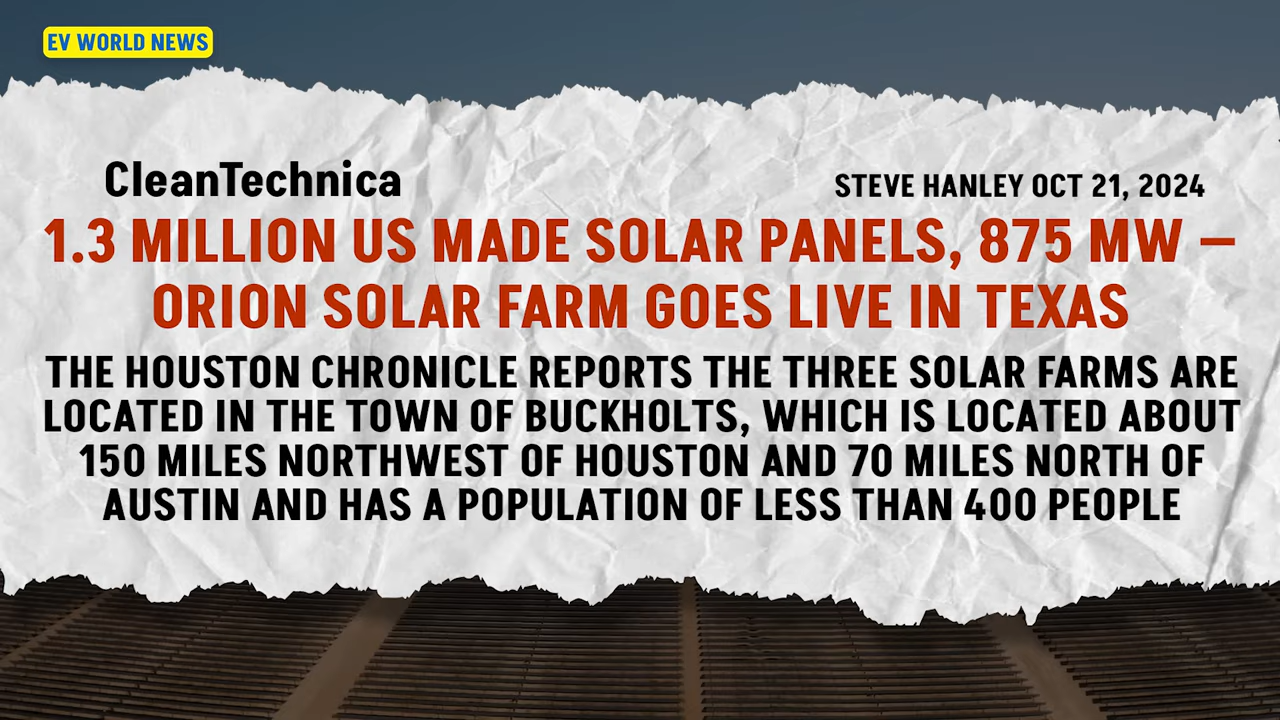 EV WORLD NEWS
CleanTechnica
STEVE HANLEY OCT 21, 2024
1.3 MILLION US MADE SOLAR PANELS, 875 MW –
ORION SOLAR FARM GOES LIVE IN TEXAS
THE HOUSTON CHRONICLE REPORTS THE THREE SOLAR FARMS ARE
LOCATED IN THE TOWN OF BUCKHOLTS, WHICH IS LOCATED ABOUT
150 MILES NORTHWEST OF HOUSTON AND 70 MILES NORTH OF
AUSTIN AND HAS A POPULATION OF LESS THAN 400 PEOPLE